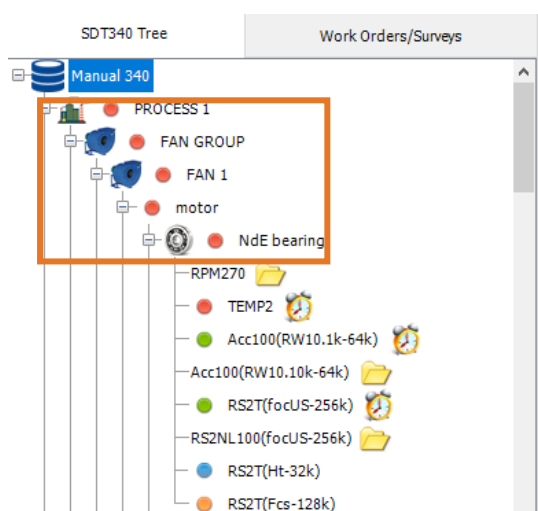 SDT340 Tree
Work Orders/Surveys
Manual 340
PROCESS 1
FAN GROUP
FAN 1
motor
NdE bearing
RPM270
TEMP2
Acc100(RW10.1k-64k)
Acc100(RW10.10k-64k)
RS2T(focUS-256k)
RS2NL100(focUS-256k)
RS2T(Ht-32k)
RS2T(Fcs-128k)